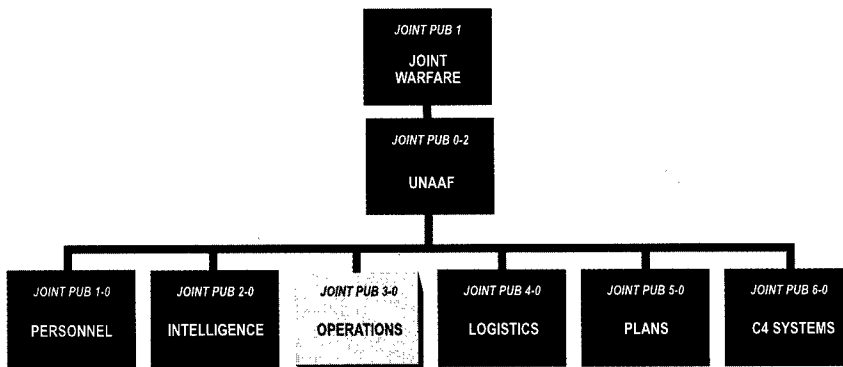 JOINT PUB 1
JOINT
WARFARE
JOINT PUB 0-2
UNAAF
JOINT PUB 1-0
PERSONNEL
JOINT PUB 2-0
INTELLIGENCE
JOINT PUB 3-0
OPERATIONS
JOINT PUB 4-0
LOGISTICS
JOINT PUB 5-0
PLANS
JOINT PUB 6-0
C4 SYSTEMS